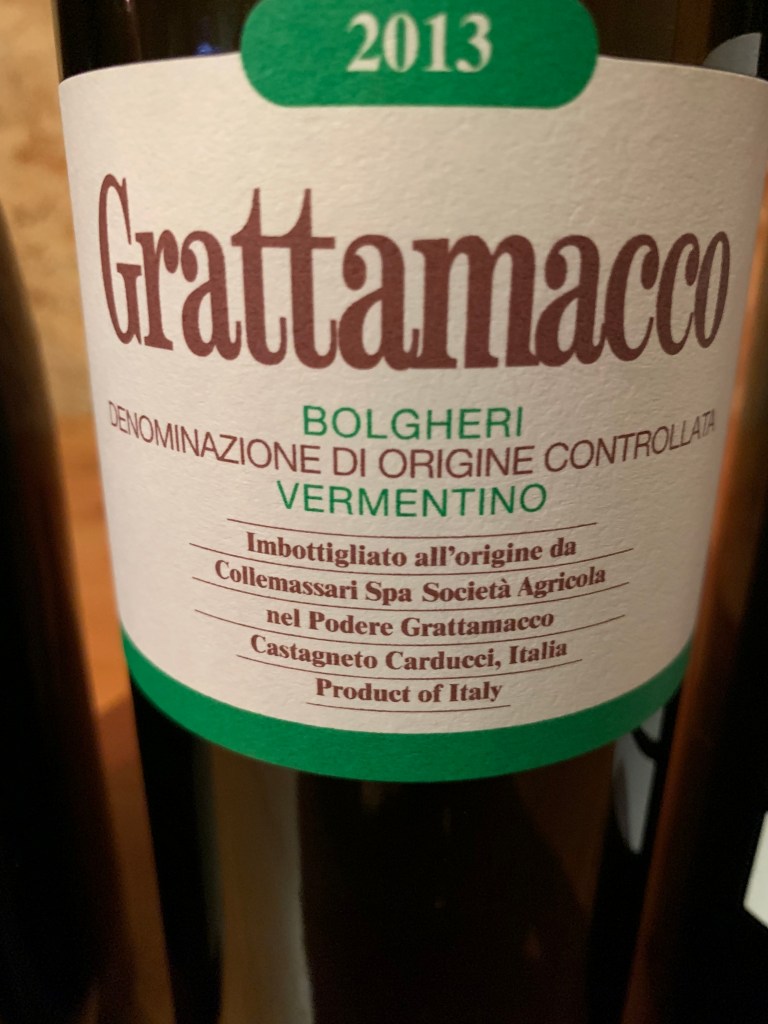 2013
Grattamacco
BOLGHERI
DENOMINAZIONE DI ORIGINE CONTROLLATA
VERMENTINO
Imbottigliato all'origine da
Collemassari Spa Società Agricola
nel Podere Grattamacco
Castagneto Carducci, Italia
Product of Italy